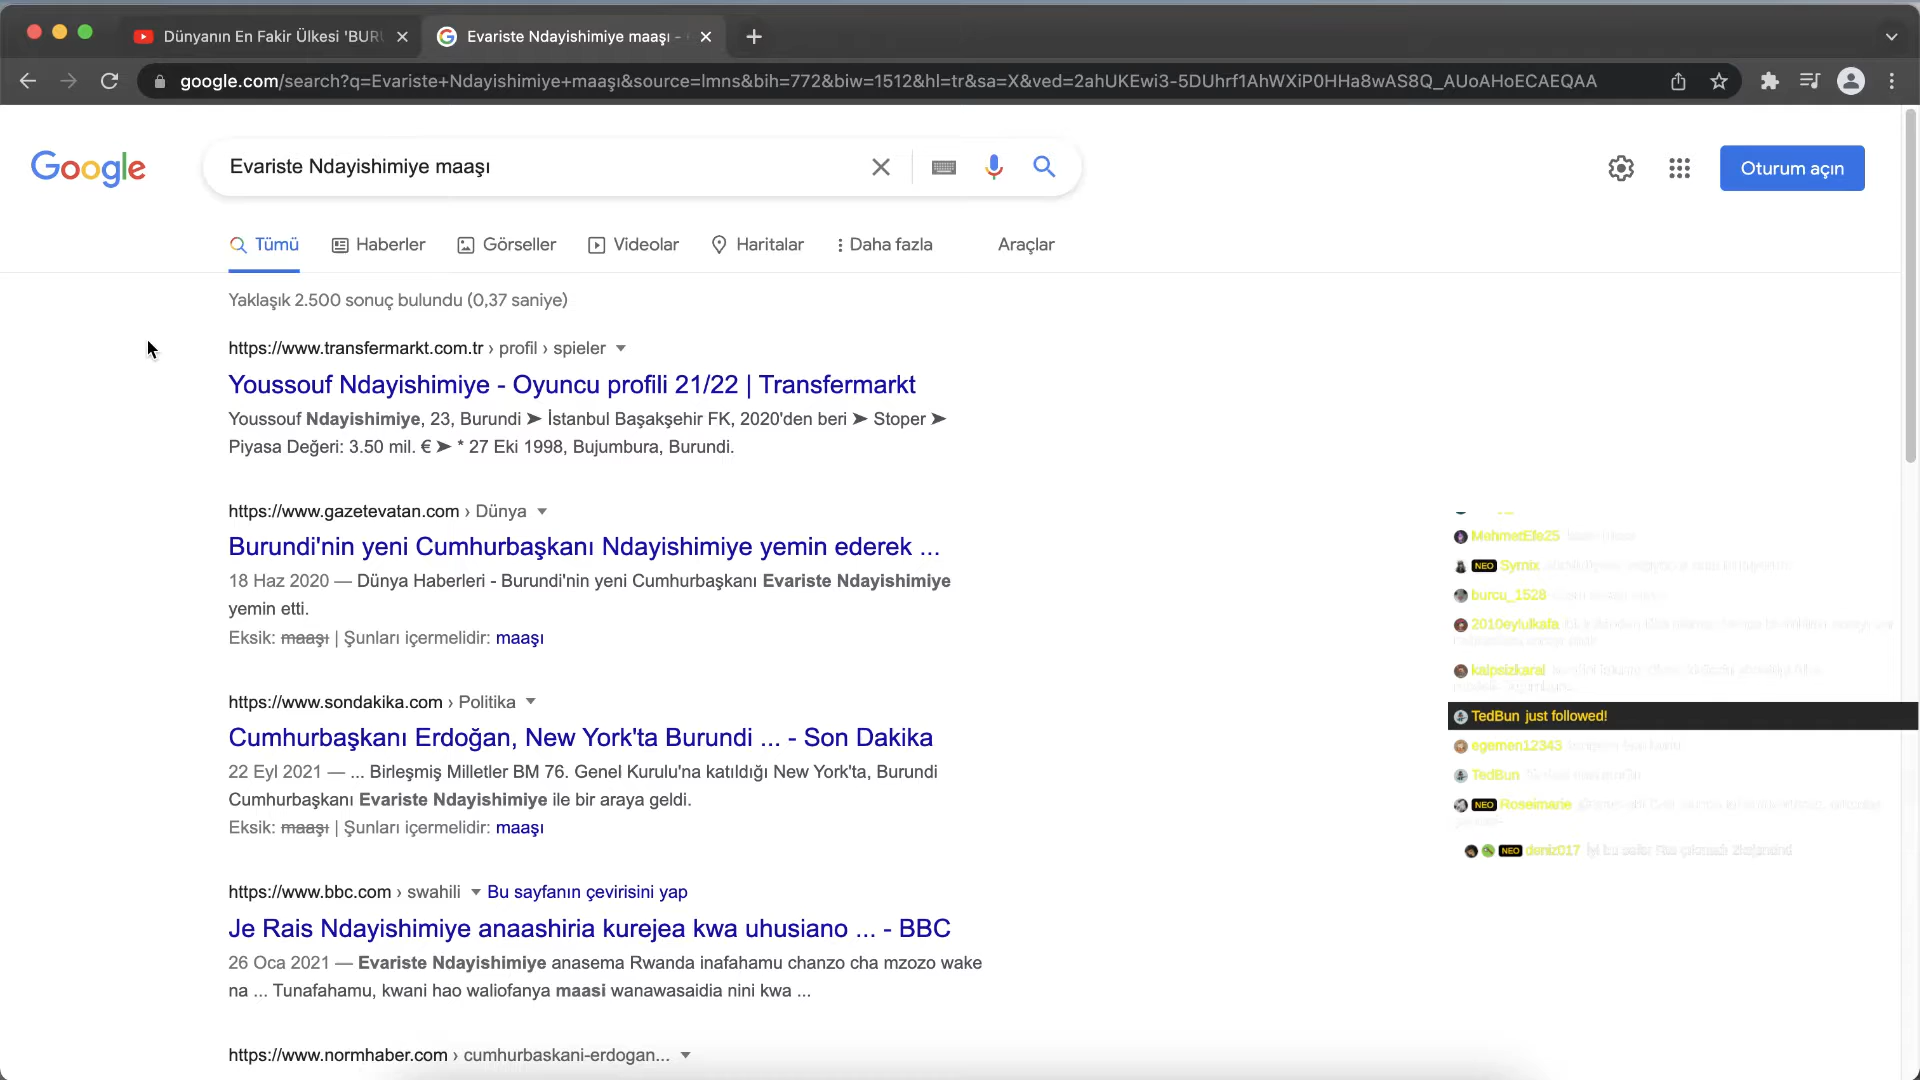 Dünyanın En Fakir Ülkesi 'BUR
Evariste Ndayishimiye maaşı -
google.com/search?q=Evariste+Ndayishimiye+maaşı&source=lmns&bih=772&biw=1512&hl=tr&sa=X&ved=2ahUKEwi3-5DUhrf1AhWXiP0HHa8wAS8Q_AUoAHoECAEQAA
Google
Evariste Ndayishimiye maaşı
Oturum açın
Tümü Haberler Görseller Videolar Haritalar Daha fazla Araçlar
Yaklaşık 2.500 sonuç bulundu (0,37 saniye)
https://www.transfermarkt.com.tr › profil › spieler
Youssouf Ndayishimiye - Oyuncu profili 21/22 | Transfermarkt
Youssouf Ndayishimiye, 23, Burundi ➤ İstanbul Başakşehir FK, 2020'den beri ➤ Stoper ➤
Piyasa Değeri: 3.50 mil. € ➤ * 27 Eki 1998, Bujumbura, Burundi.
https://www.gazetevatan.com › Dünya
Burundi'nin yeni Cumhurbaşkanı Ndayishimiye yemin ederek ...
18 Haz 2020 — Dünya Haberleri - Burundi'nin yeni Cumhurbaşkanı Evariste Ndayishimiye
yemin etti.
Eksik: maaşı | Şunları içermelidir: maaşı
https://www.sondakika.com › Politika
Cumhurbaşkanı Erdoğan, New York'ta Burundi ... - Son Dakika
22 Eyl 2021 — ... Birleşmiş Milletler BM 76. Genel Kurulu'na katıldığı New York'ta, Burundi
Cumhurbaşkanı Evariste Ndayishimiye ile bir araya geldi.
Eksik: maaşı | Şunları içermelidir: maaşı
https://www.bbc.com › swahili Bu sayfanın çevirisini yap
Je Rais Ndayishimiye anaashiria kurejea kwa uhusiano ... - BBC
26 Oca 2021 — Evariste Ndayishimiye anasema Rwanda inafahamu chanzo cha mzozo wake
na ... Tunafahamu, kwani hao waliofanya maasi wanawasaidia nini kwa ...
https://www.normhaber.com › cumhurbaskani-erdogan...
MehmetEfe25
NEO Symix
burcu_1528
2010eylulkafa
kalpsizkaral
TedBun just followed!
egemen12343
TedBun
NEO Roseimarie
NEO deniz017